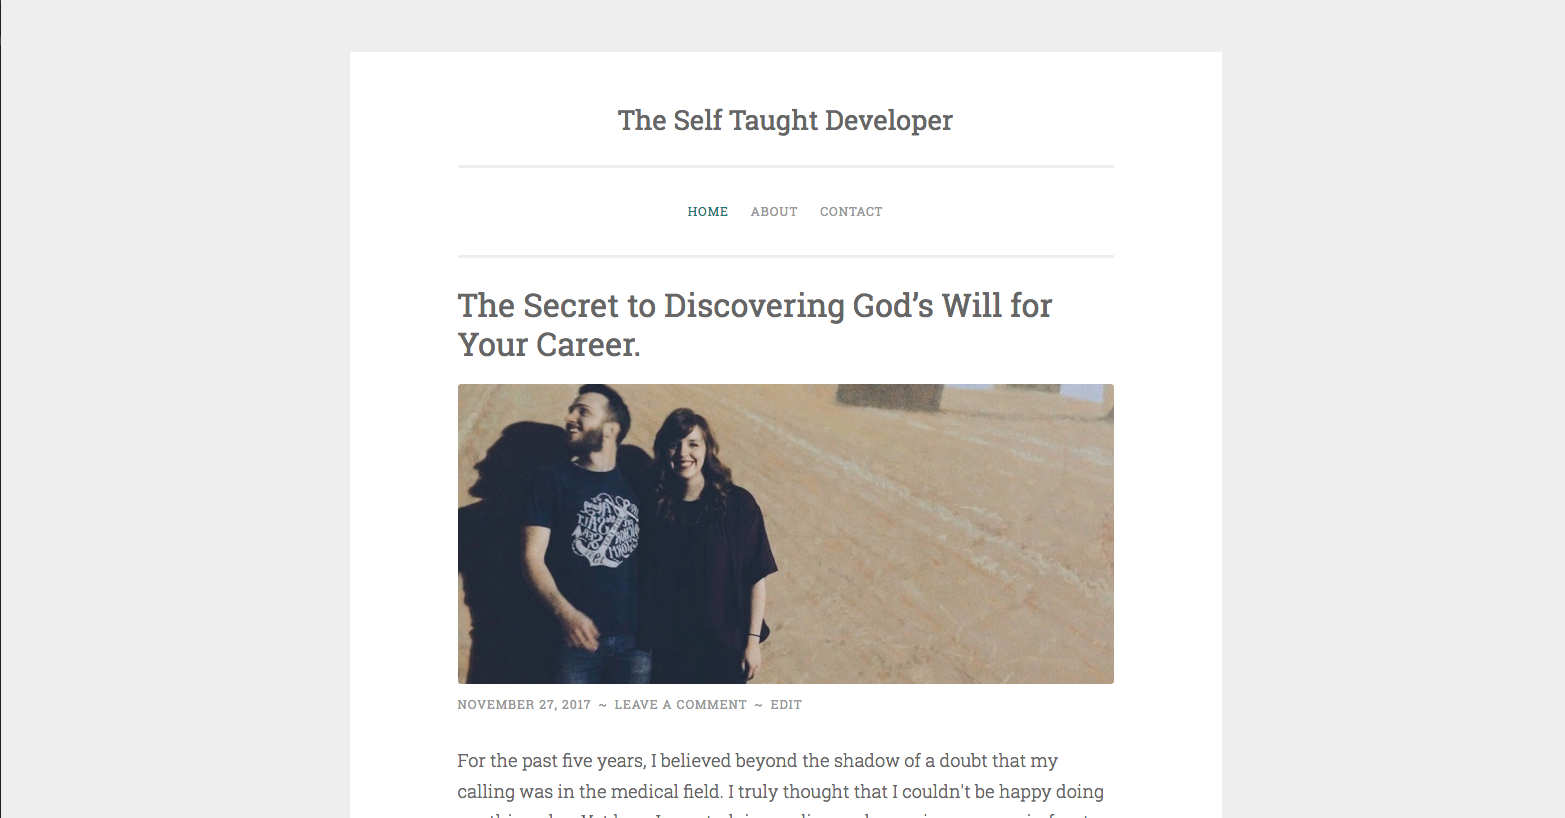 The Self Taught Developer
HOME ABOUT CONTACT
The Secret to Discovering God’s Will for
Your Career.
NOVEMBER 27, 2017 ~ LEAVE A COMMENT ~ EDIT
For the past five years, I believed beyond the shadow of a doubt that my
calling was in the medical field. I truly thought that I couldn't be happy doing